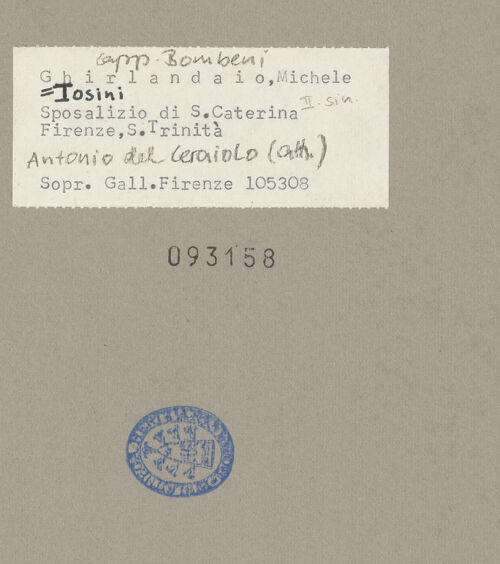 capp. Bombeni
Ghirlandaio,Michele
=Tosini
Sposalizio di S.Caterina
II. sin.
Firenze,S.Trinità
Antonio del Ceraiolo (att.)
Sopr. Gall.Firenze 105308
093158